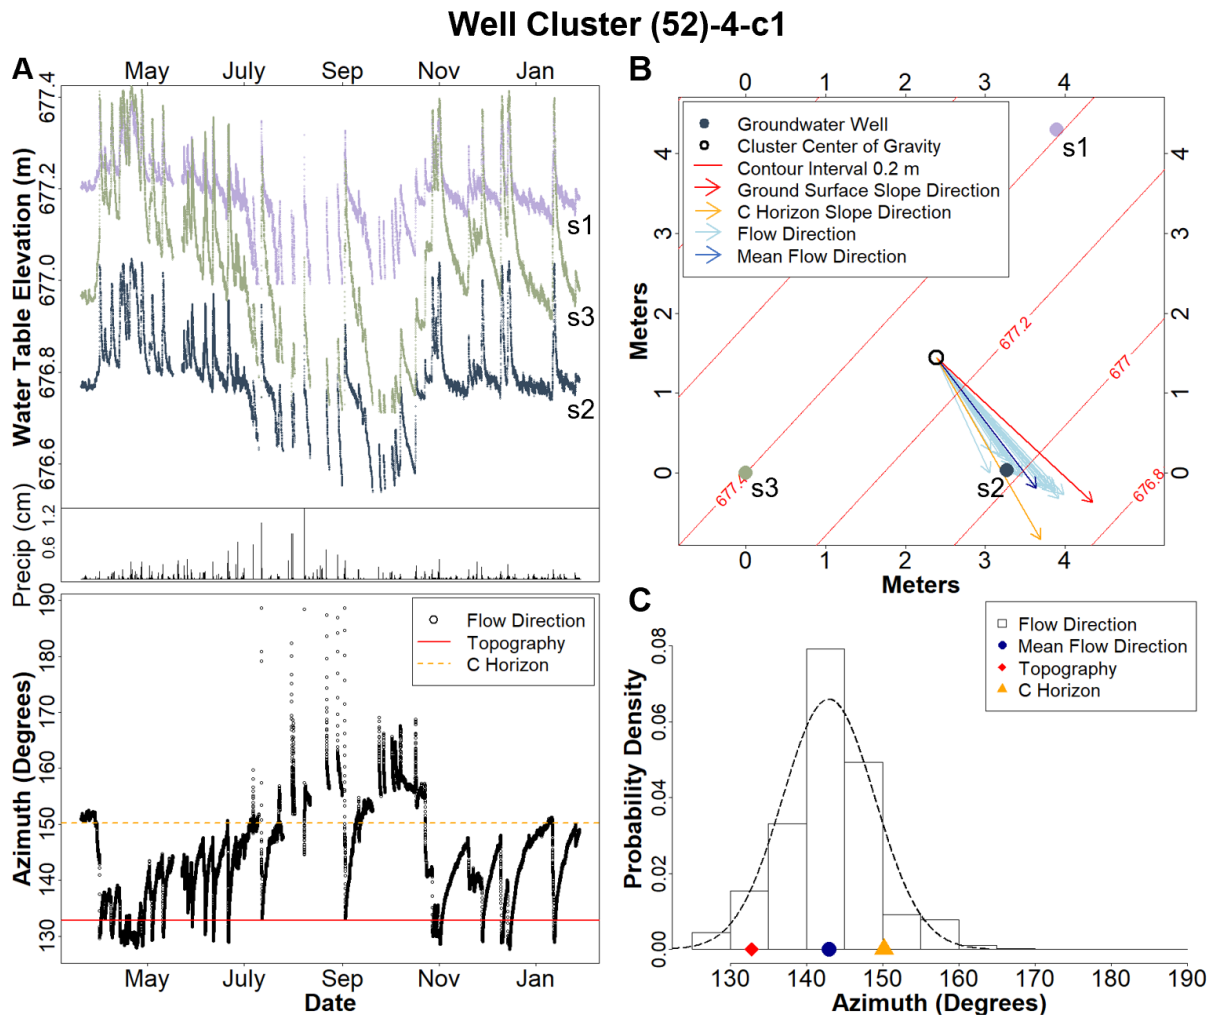 Well Cluster (52)-4-c1
A
May July Sep Nov Jan
Water Table Elevation (m)
677.4
677.2
677.0
676.8
676.6
s1
s3
s2
Precip (cm)
1.2
0.6
Azimuth (Degrees)
190
180
170
160
150
140
130
Flow Direction
Topography
C Horizon
May July Sep Nov Jan
Date
B
0 1 2 3 4
Meters
4
3
2
1
0
4
3
2
1
0
Groundwater Well
Cluster Center of Gravity
Contour Interval 0.2 m
Ground Surface Slope Direction
C Horizon Slope Direction
Flow Direction
Mean Flow Direction
s1
677.2
677
676.8
677.4
s3
s2
0 1 2 3 4
Meters
C
Probability Density
0.08
0.06
0.04
0.02
0.00
Flow Direction
Mean Flow Direction
Topography
C Horizon
130 140 150 160 170 180 190
Azimuth (Degrees)